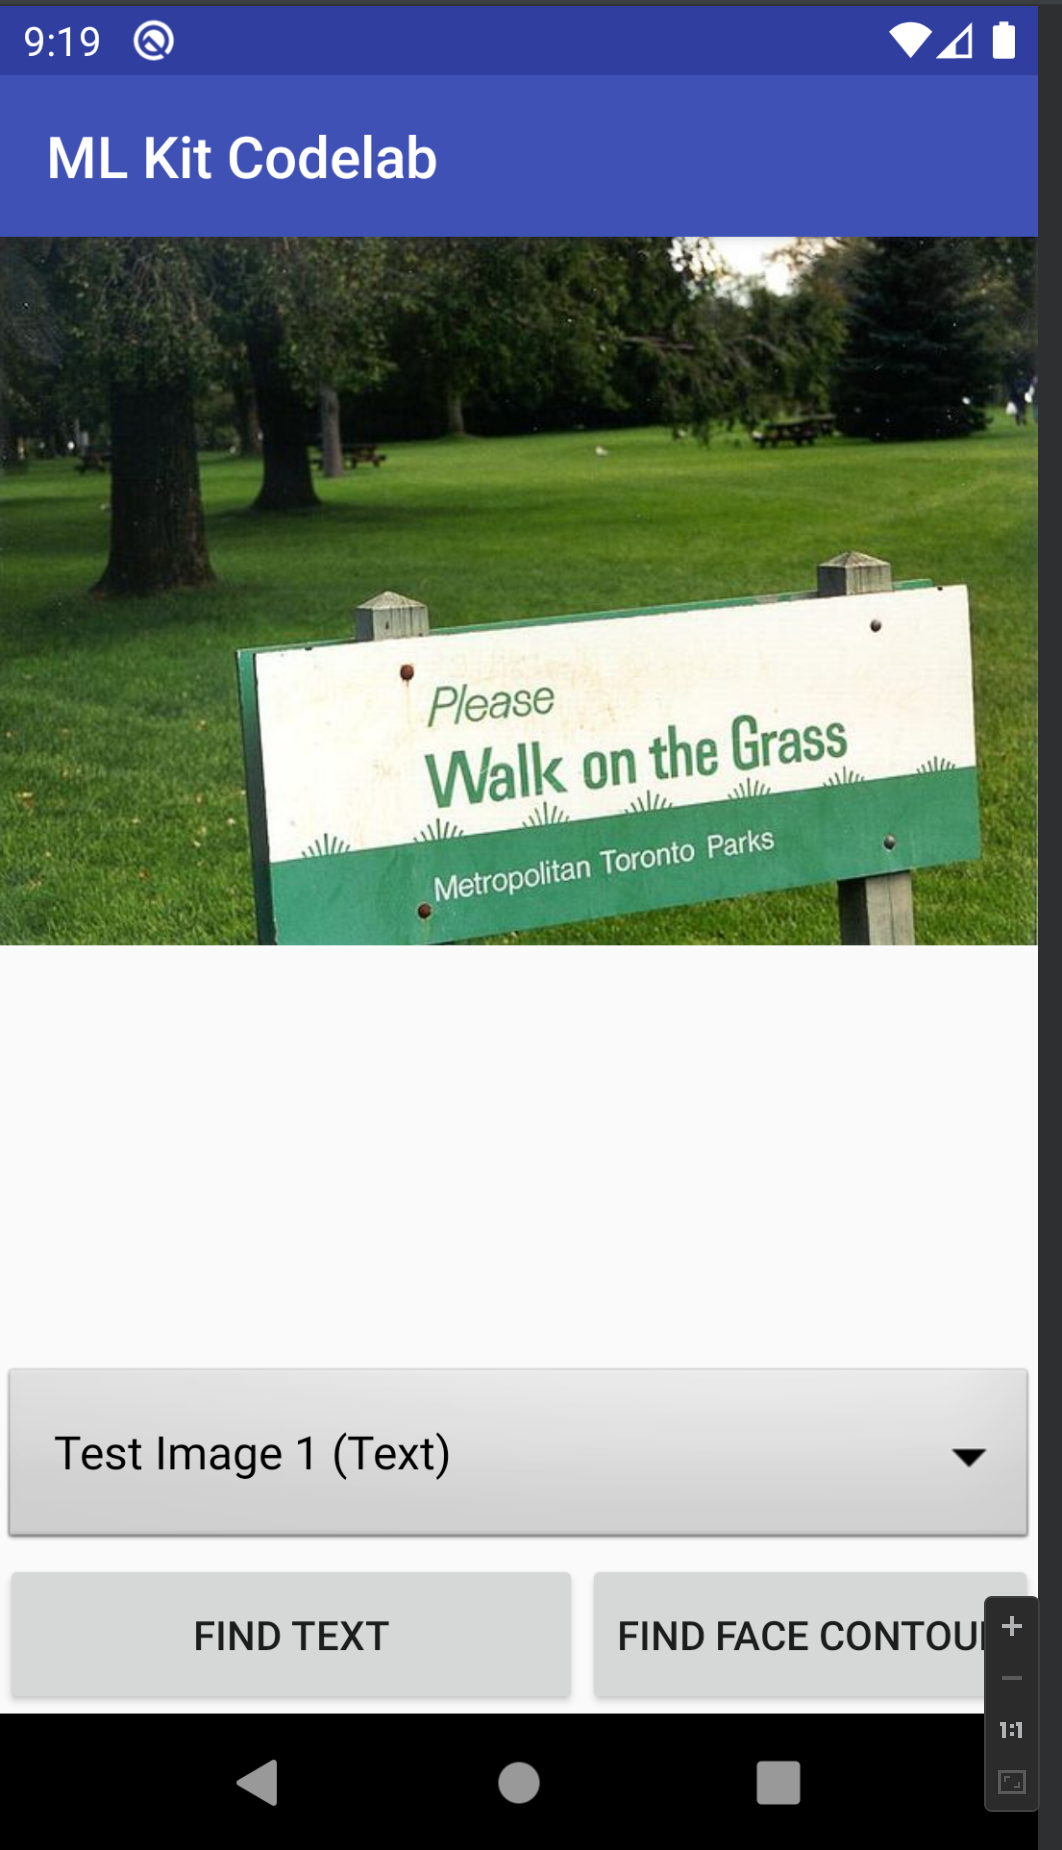 9:19
ML Kit Codelab
Please
Walk on the Grass
Metropolitan Toronto Parks
Test Image 1 (Text)
FIND TEXT
FIND FACE CONTOU
1:1